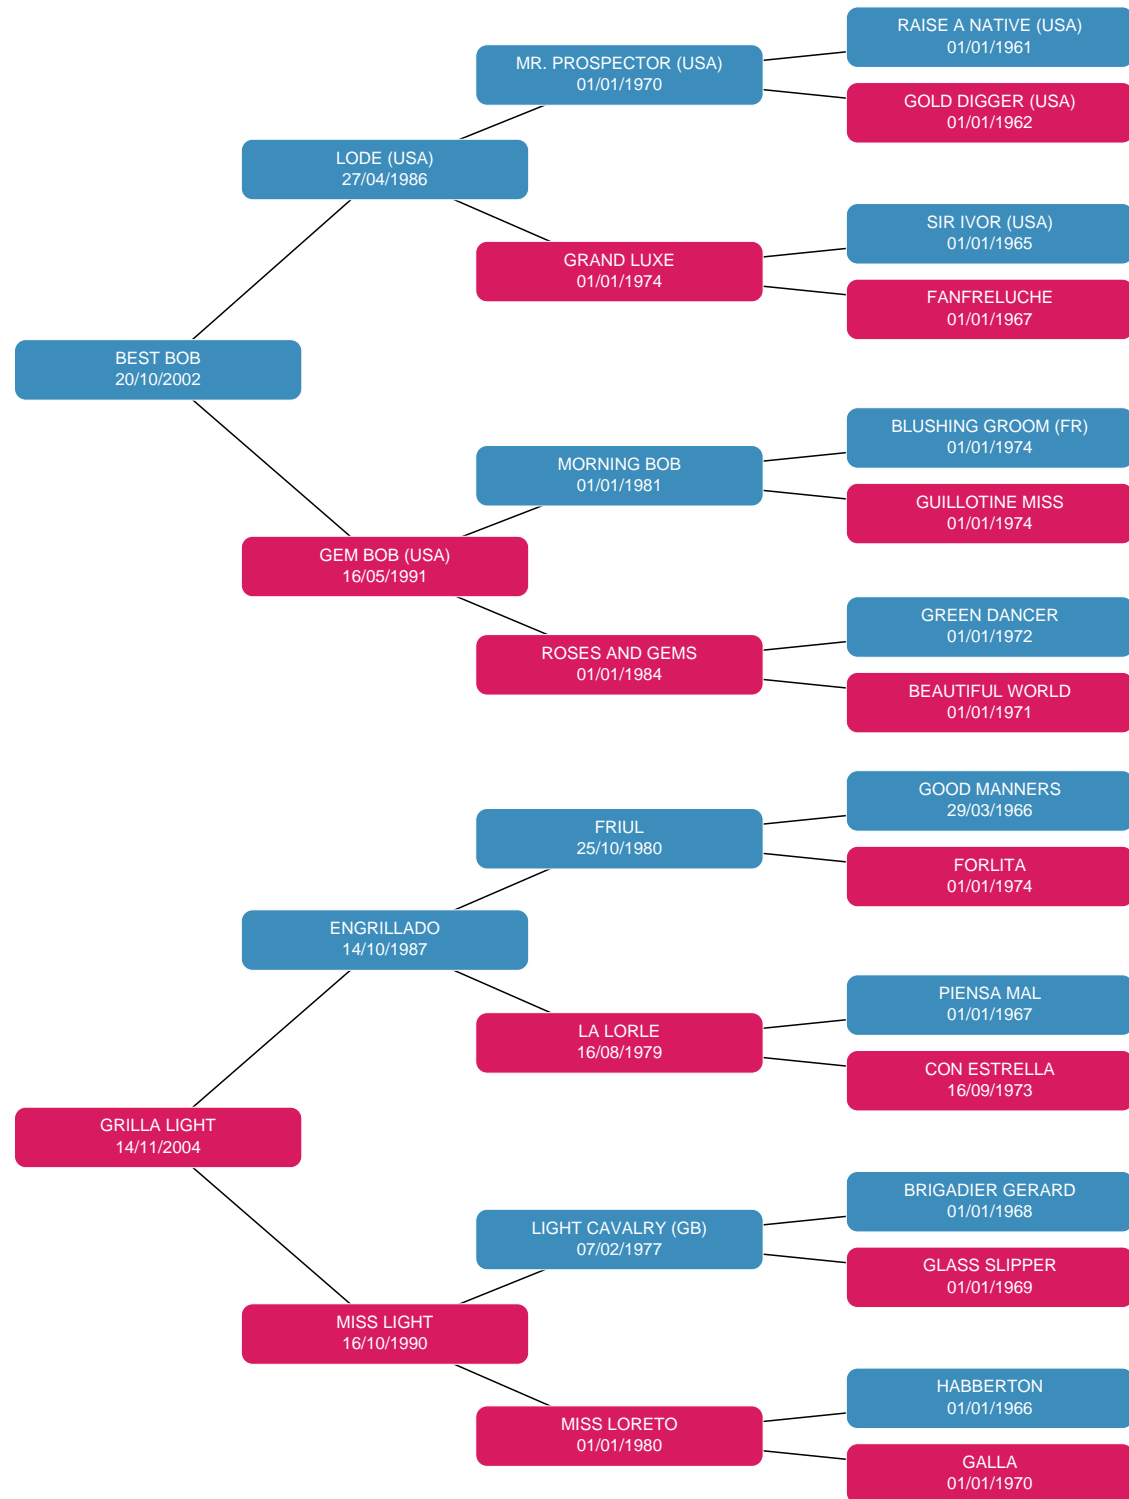 RAISE A NATIVE (USA)
01/01/1961
MR. PROSPECTOR (USA)
01/01/1970
GOLD DIGGER (USA)
01/01/1962
LODE (USA)
27/04/1986
SIR IVOR (USA)
01/01/1965
GRAND LUXE
01/01/1974
FANFRELUCHE
01/01/1967
BEST BOB
20/10/2002
BLUSHING GROOM (FR)
01/01/1974
MORNING BOB
01/01/1981
GUILLOTINE MISS
01/01/1974
GEM BOB (USA)
16/05/1991
GREEN DANCER
01/01/1972
ROSES AND GEMS
01/01/1984
BEAUTIFUL WORLD
01/01/1971
GOOD MANNERS
29/03/1966
FRIUL
25/10/1980
FORLITA
01/01/1974
ENGRILLADO
14/10/1987
PIENSA MAL
01/01/1967
LA LORLE
16/08/1979
CON ESTRELLA
16/09/1973
GRILLA LIGHT
14/11/2004
BRIGADIER GERARD
01/01/1968
LIGHT CAVALRY (GB)
07/02/1977
GLASS SLIPPER
01/01/1969
MISS LIGHT
16/10/1990
HABBERTON
01/01/1966
MISS LORETO
01/01/1980
GALLA
01/01/1970